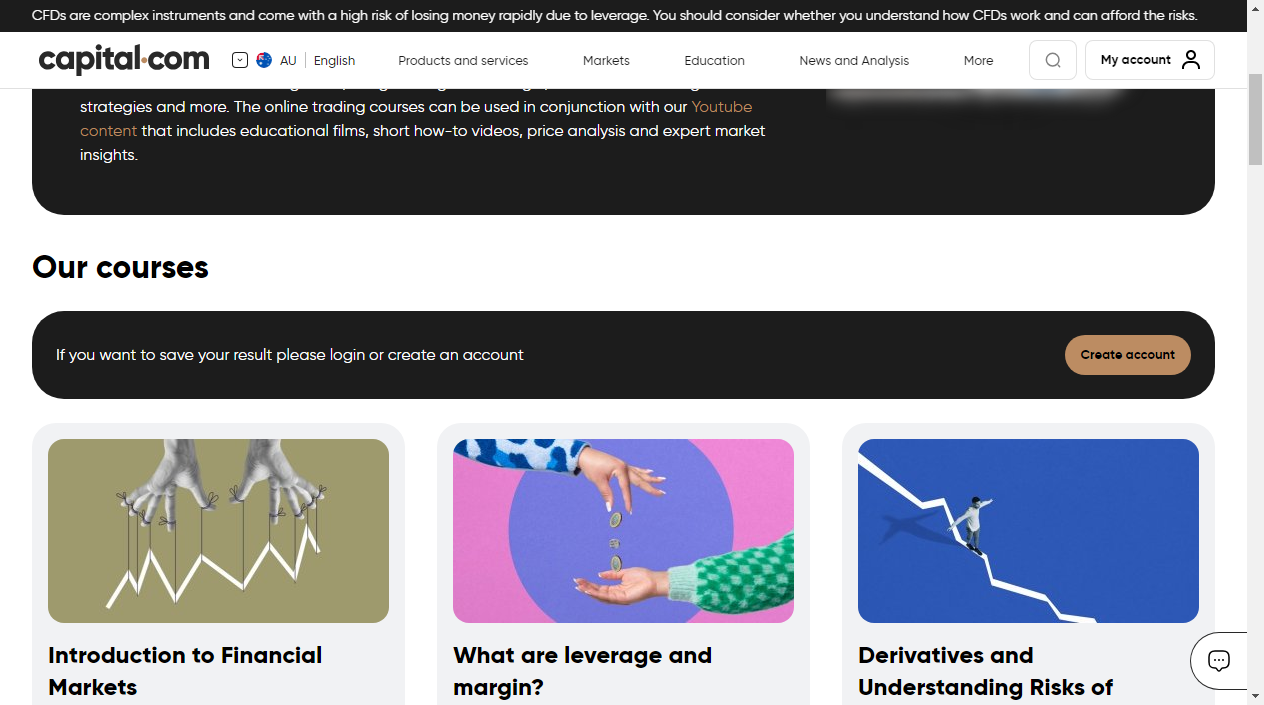 CFDs are complex instruments and come with a high risk of losing money rapidly due to leverage. You should consider whether you understand how CFDs work and can afford the risks.
capital.com
AU
English
Products and services
Markets
Education
News and Analysis
More
My account
strategies and more. The online trading courses can be used in conjunction with our Youtube
content that includes educational films, short how-to videos, price analysis and expert market
insights.
Our courses
If you want to save your result please login or create an account
Create account
Introduction to Financial
Markets
What are leverage and
margin?
Derivatives and
Understanding Risks of